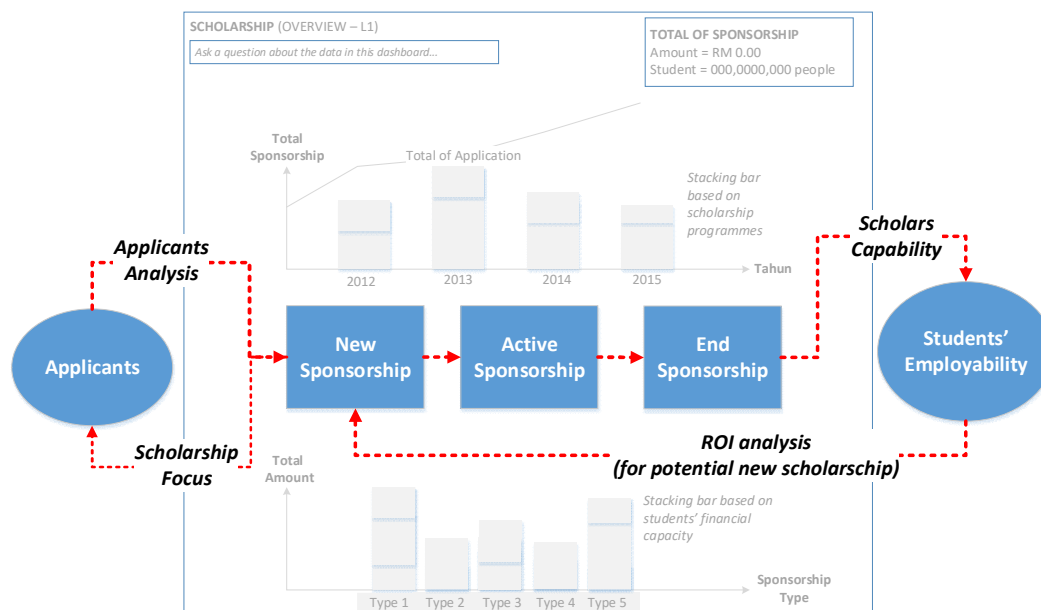 SCHOLARSHIP (OVERVIEW – L1)
Ask a question about the data in this dashboard...
TOTAL OF SPONSORSHIP
Amount = RM 0.00
Student = 000,0000,000 people
Total
Sponsorship
Total of Application
Stacking bar
based on
scholarship
programmes
Tahun
2012
2013
2014
2015
Applicants
Analysis
Scholars
Capability
Applicants
New
Sponsorship
Active
Sponsorship
End
Sponsorship
Students’
Employability
Scholarship
Focus
ROI analysis
(for potential new scholarschip)
Total
Amount
Stacking bar based on
students’ financial
capacity
Sponsorship
Type
Type 1
Type 2
Type 3
Type 4
Type 5